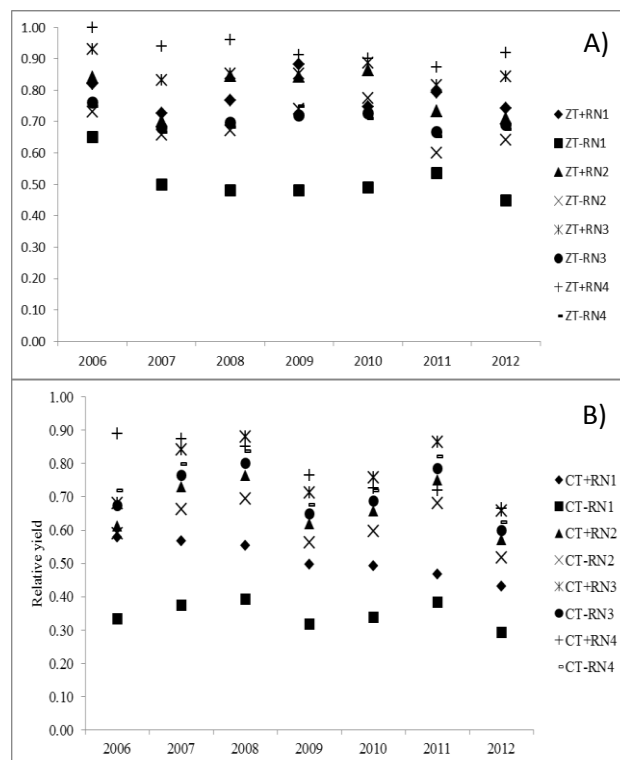 A)
1.00
0.90
0.80
0.70
0.60
0.50
0.40
0.30
0.20
0.10
0.00
2006 2007 2008 2009 2010 2011 2012
ZT+RN1
ZT-RN1
ZT+RN2
ZT-RN2
ZT+RN3
ZT-RN3
ZT+RN4
ZT-RN4
B)
Relative yield
1.00
0.90
0.80
0.70
0.60
0.50
0.40
0.30
0.20
0.10
0.00
2006 2007 2008 2009 2010 2011 2012
CT+RN1
CT-RN1
CT+RN2
CT-RN2
CT+RN3
CT-RN3
CT+RN4
CT-RN4